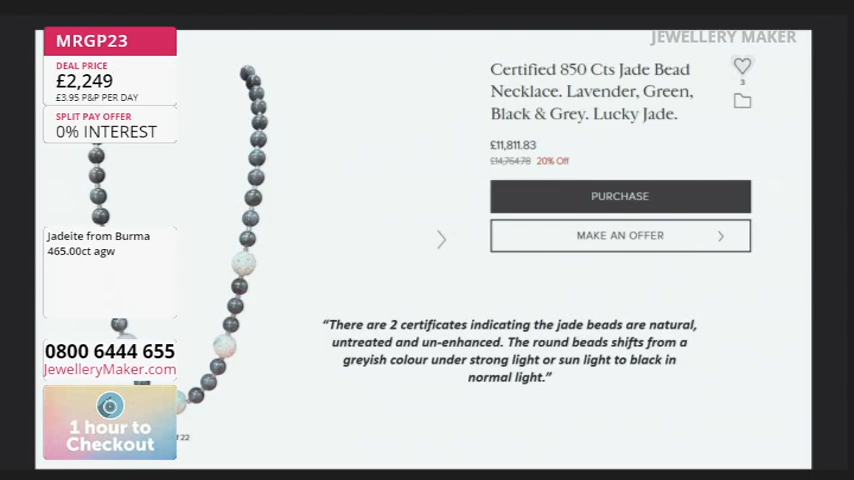 MRGP23
DEAL PRICE
£2,249
£3.95 P&P PER DAY
SPLIT PAY OFFER
0% INTEREST
Jadeite from Burma
465.00ct agw
0800 6444 655
JewelleryMaker.com
1 hour to
Checkout
JEWELLERY MAKER
Certified 850 Cts Jade Bead
Necklace. Lavender, Green,
Black & Grey. Lucky Jade.
3
£11,811.83
£14,764.78 20% Off
PURCHASE
MAKE AN OFFER
“There are 2 certificates indicating the jade beads are natural,
untreated and un-enhanced. The round beads shifts from a
greyish colour under strong light or sun light to black in
normal light.”